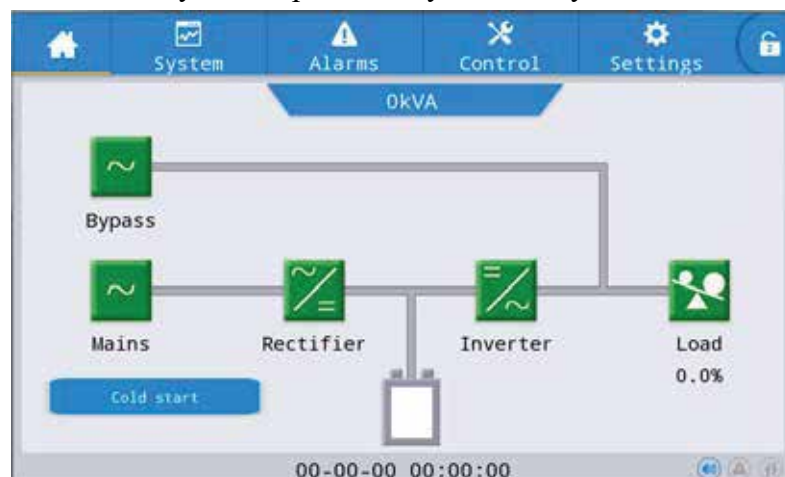 System Alarms Control Settings
0kVA
Bypass
Mains Rectifier Inverter Load
0.0%
Cold start
00-00-00 00:00:00